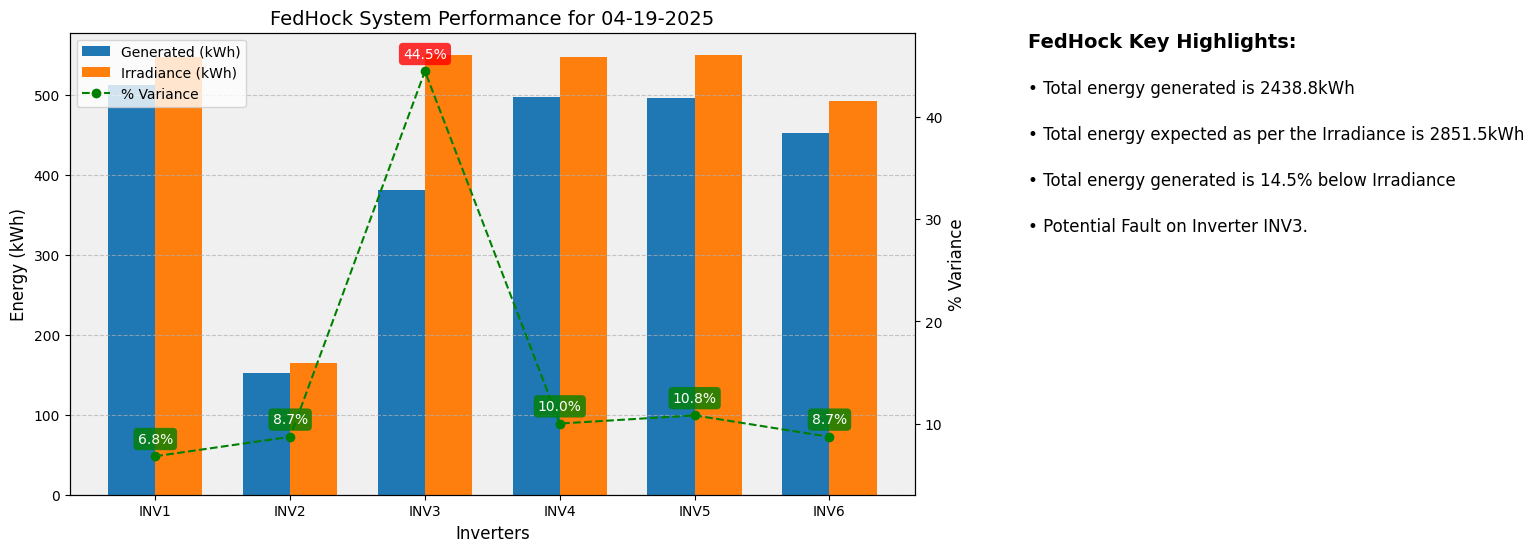 FedHock System Performance for 04-19-2025
Generated (kWh)
Irradiance (kWh)
% Variance
Energy (kWh)
500
400
300
200
100
0
6.8%
8.7%
44.5%
10.0%
10.8%
8.7%
40
30
20
10
% Variance
INV1 INV2 INV3 INV4 INV5 INV6
Inverters
FedHock Key Highlights:
• Total energy generated is 2438.8kWh
• Total energy expected as per the Irradiance is 2851.5kWh
• Total energy generated is 14.5% below Irradiance
• Potential Fault on Inverter INV3.